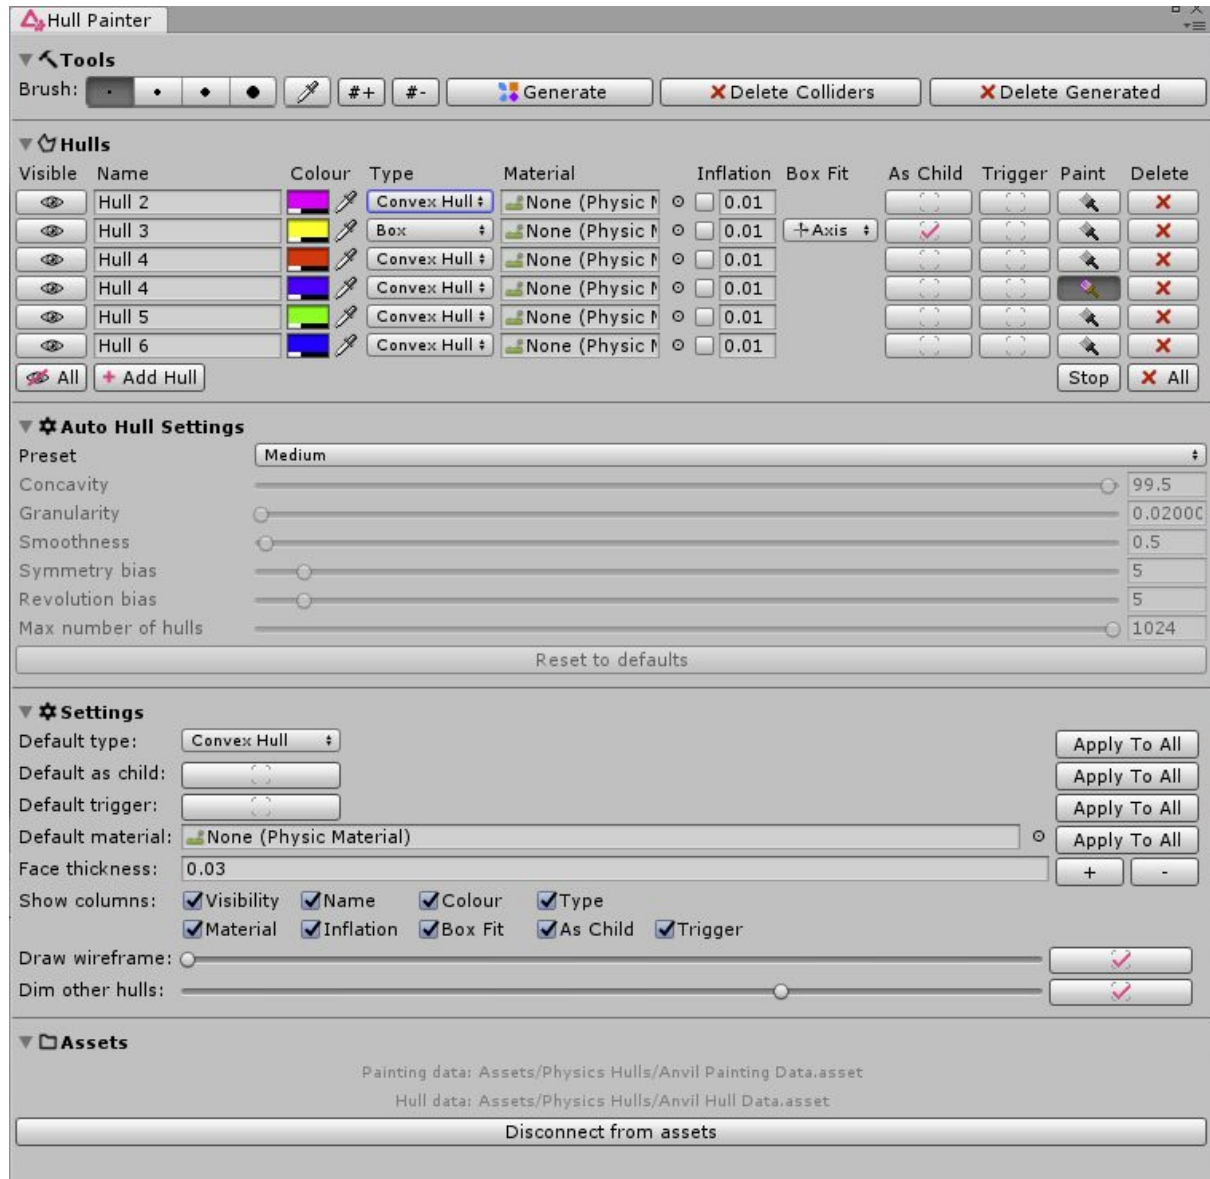 Hull Painter
Tools
Brush: #+ #- Generate Delete Colliders Delete Generated
Hulls
Visible Name Colour Type Material Inflation Box Fit As Child Trigger Paint Delete
Hull 2 Convex Hull None (Physic M 0.01
Hull 3 Box None (Physic M 0.01 Axis
Hull 4 Convex Hull None (Physic M 0.01
Hull 4 Convex Hull None (Physic M 0.01
Hull 5 Convex Hull None (Physic M 0.01
Hull 6 Convex Hull None (Physic M 0.01
All + Add Hull Stop All
Auto Hull Settings
Preset Medium
Concavity 99.5
Granularity 0.02000
Smoothness 0.5
Symmetry bias 5
Revolution bias 5
Max number of hulls 1024
Reset to defaults
Settings
Default type: Convex Hull Apply To All
Default as child: Apply To All
Default trigger: Apply To All
Default material: None (Physic Material) Apply To All
Face thickness: 0.03 + -
Show columns: Visibility Name Colour Type
Material Inflation Box Fit As Child Trigger
Draw wireframe:
Dim other hulls:
Assets
Painting data: Assets/Physics Hulls/Anvil Painting Data.asset
Hull data: Assets/Physics Hulls/Anvil Hull Data.asset
Disconnect from assets